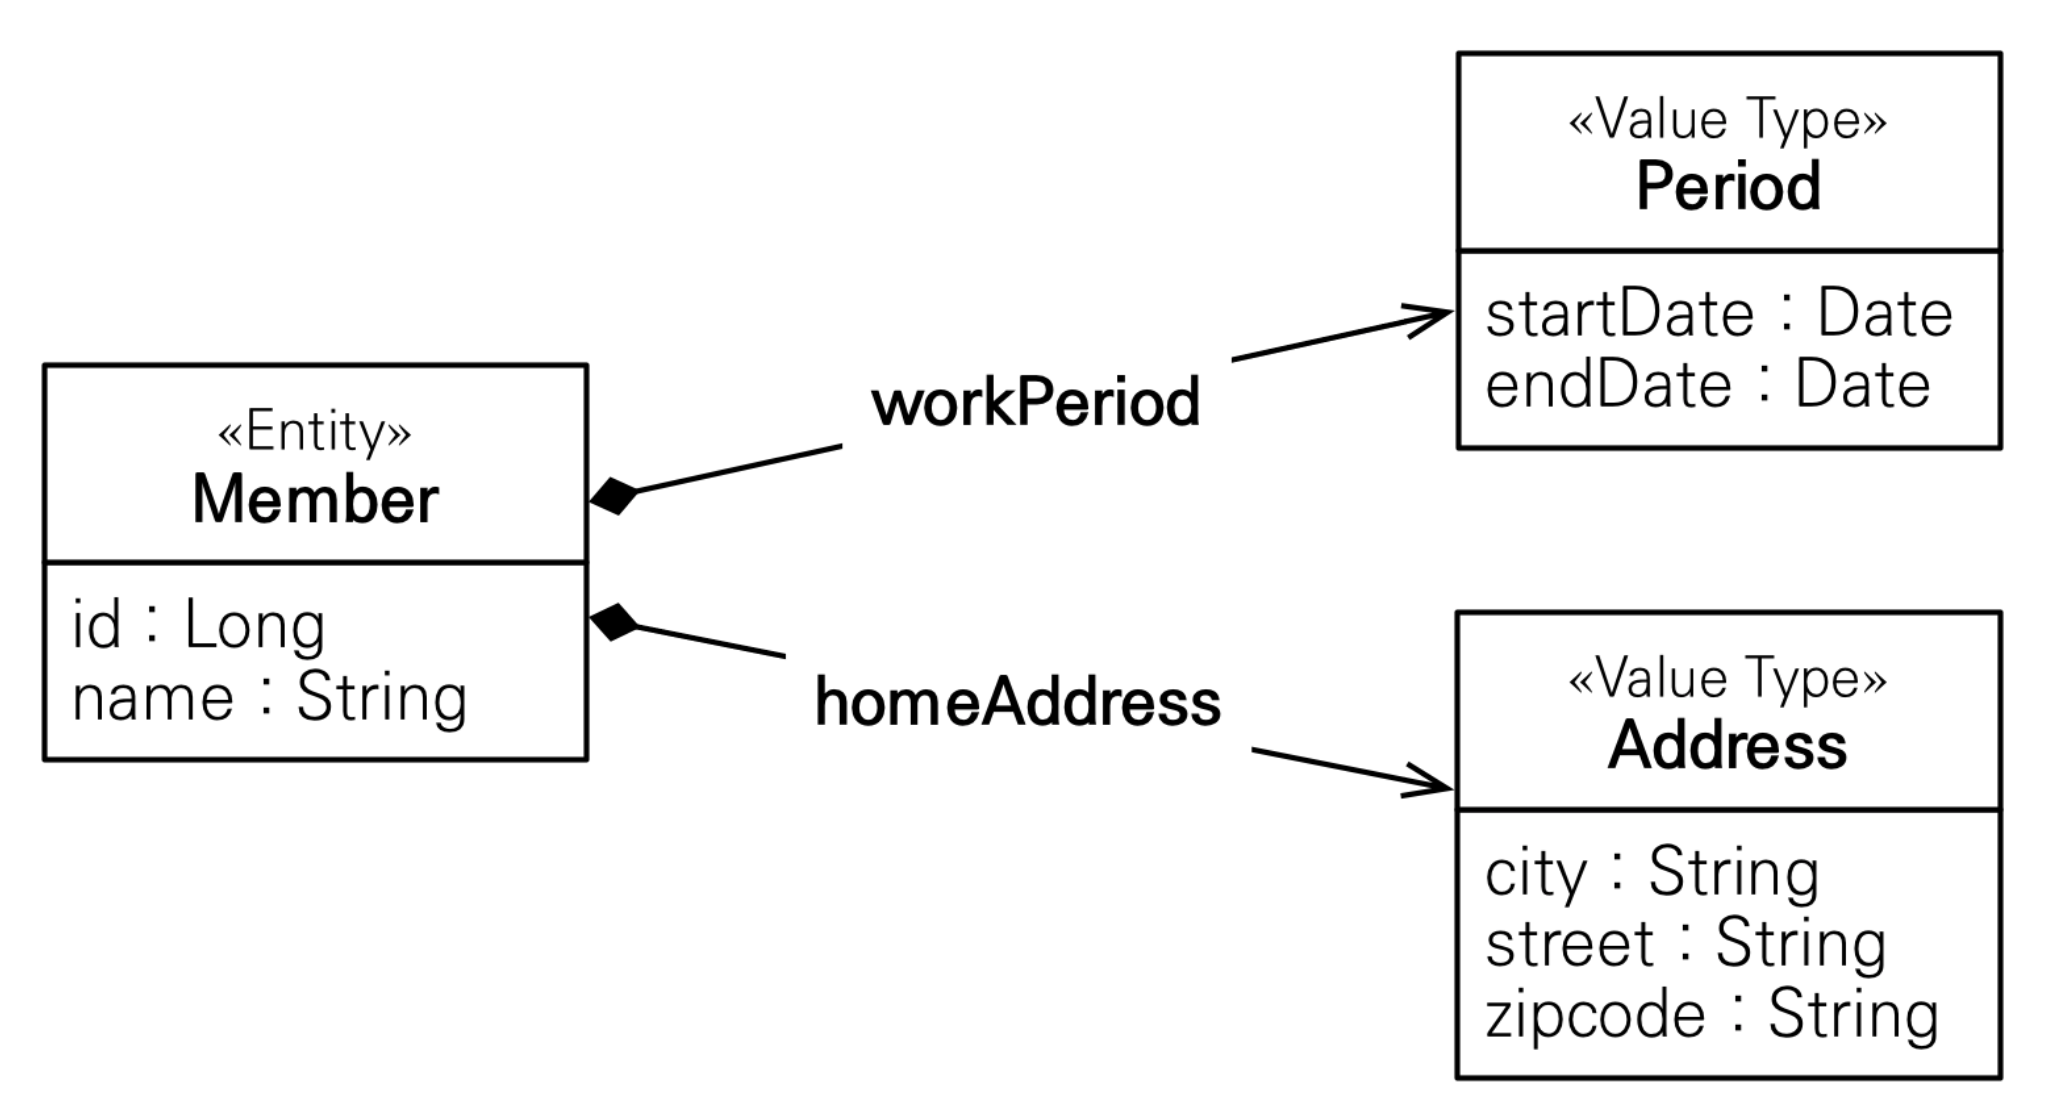 «Entity»
Member
id : Long
name : String
workPeriod
homeAddress
«Value Type»
Period
startDate : Date
endDate : Date
«Value Type»
Address
city : String
street : String
zipcode : String